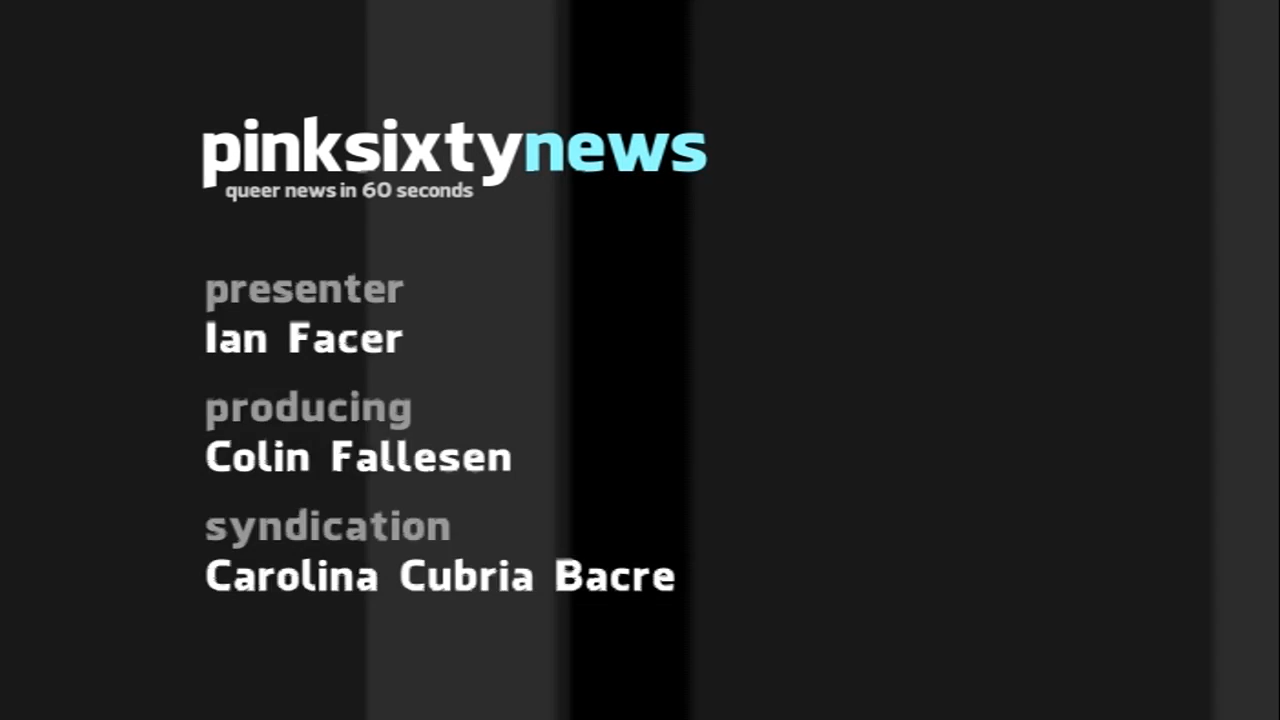 pinksixtynews
queer news in 60 seconds
presenter
Ian Facer
producing
Colin Fallesen
syndication
Carolina Cubria Bacre